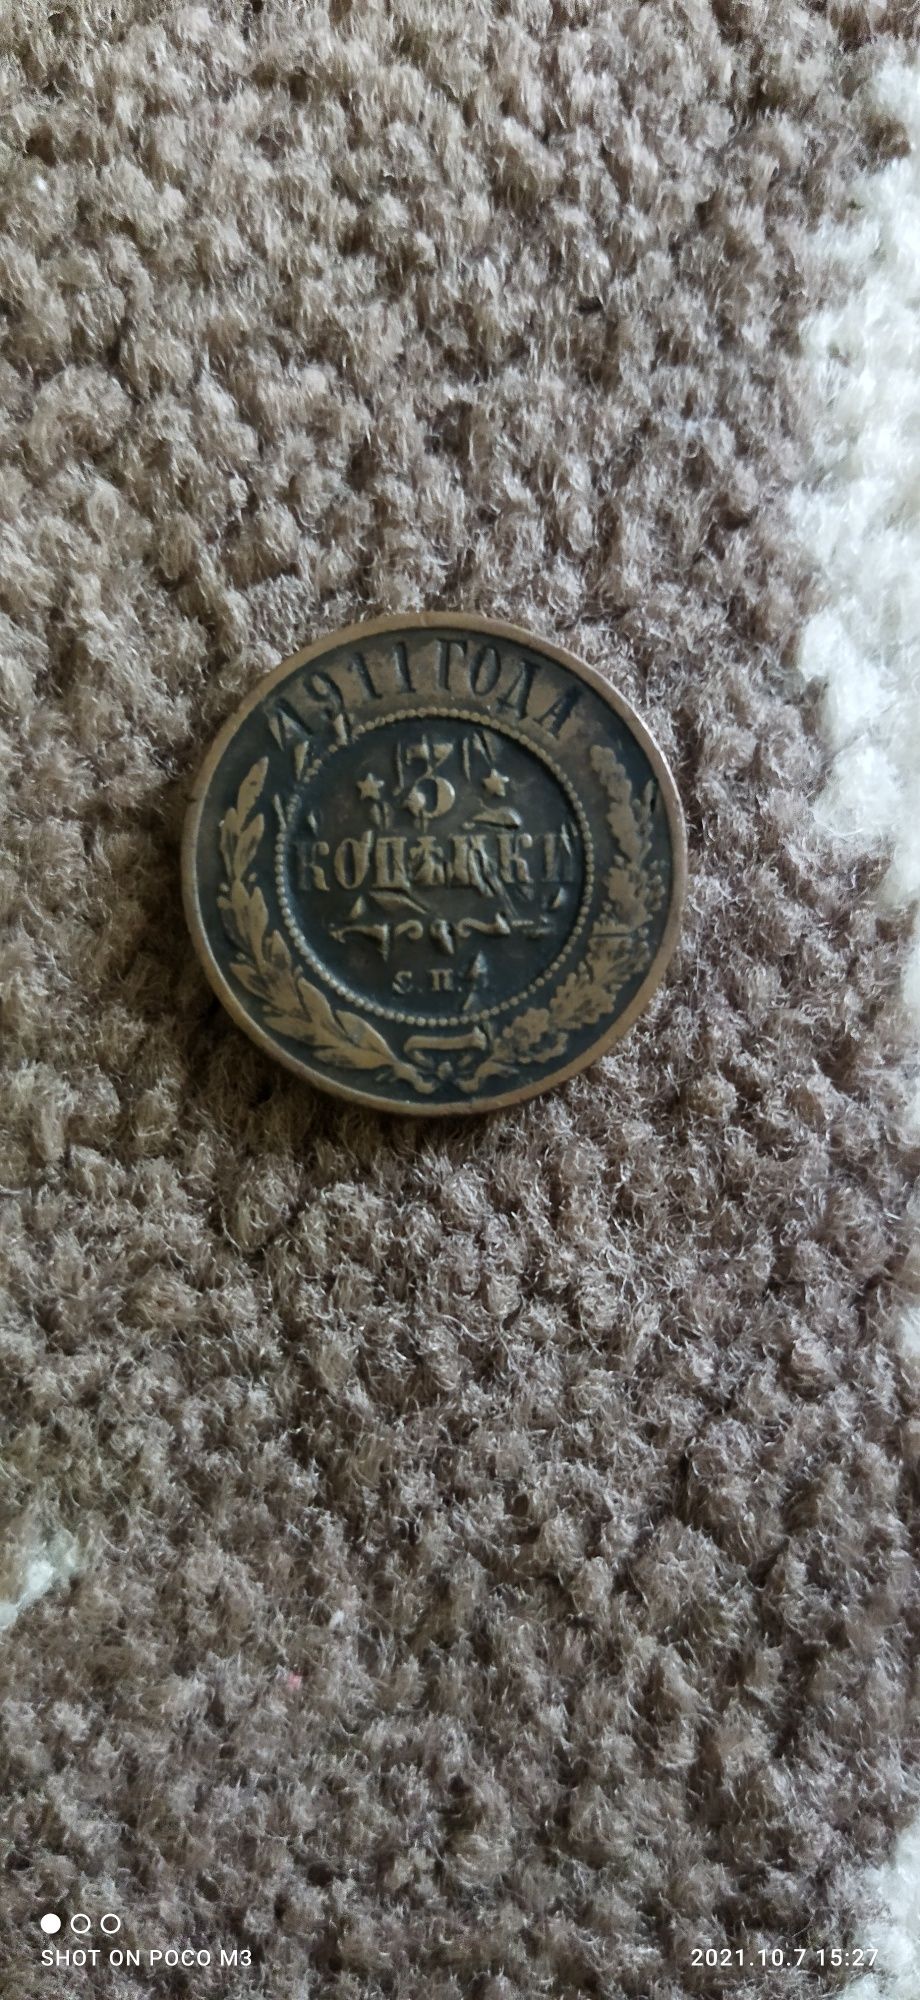 1911 ГОДА
3
КОПѢЙКИ
С.П.Б.
SHOT ON POCO M3
2021.10.7 15:27